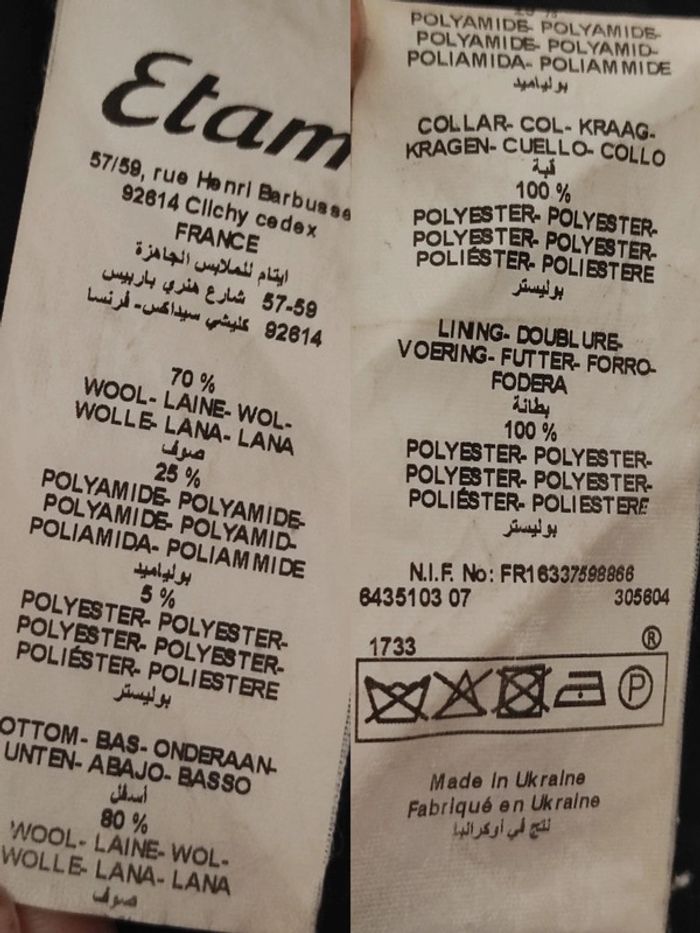 Etam
57/59, rue Henri Barbusse
92614 Clichy cedex
FRANCE
ايتام للملابس الجاهزة
57-59 شارع هنري باربيس
92614 كليشي سيداكس- فرنسا
70 %
WOOL- LAINE- WOL-
WOLLE- LANA- LANA
صوف
25 %
POLYAMIDE- POLYAMIDE-
POLYAMIDE- POLYAMID-
POLIAMIDA- POLIAMMIDE
بولياميد
5 %
POLYESTER- POLYESTER-
POLYESTER- POLYESTER-
POLIÉSTER- POLIESTERE
بوليستر
OTTOM- BAS- ONDERAAN-
UNTEN- ABAJO- BASSO
أسفل
80 %
WOOL- LAINE- WOL-
WOLLE- LANA- LANA
صوف
POLYAMIDE- POLYAMIDE-
POLYAMIDE- POLYAMID-
POLIAMIDA- POLIAMMIDE
بولياميد
COLLAR- COL- KRAAG-
KRAGEN- CUELLO- COLLO
قبة
100 %
POLYESTER- POLYESTER-
POLYESTER- POLYESTER-
POLIÉSTER- POLIESTERE
بوليستر
LINING- DOUBLURE-
VOERING- FUTTER- FORRO-
FODERA
بطانة
100 %
POLYESTER- POLYESTER-
POLYESTER- POLYESTER-
POLIÉSTER- POLIESTERE
بوليستر
N.I.F. No: FR16337598866
6435103 07 305604
1733 ®
P
Made in Ukraine
Fabriqué en Ukraine
نتج في أوكرانيا